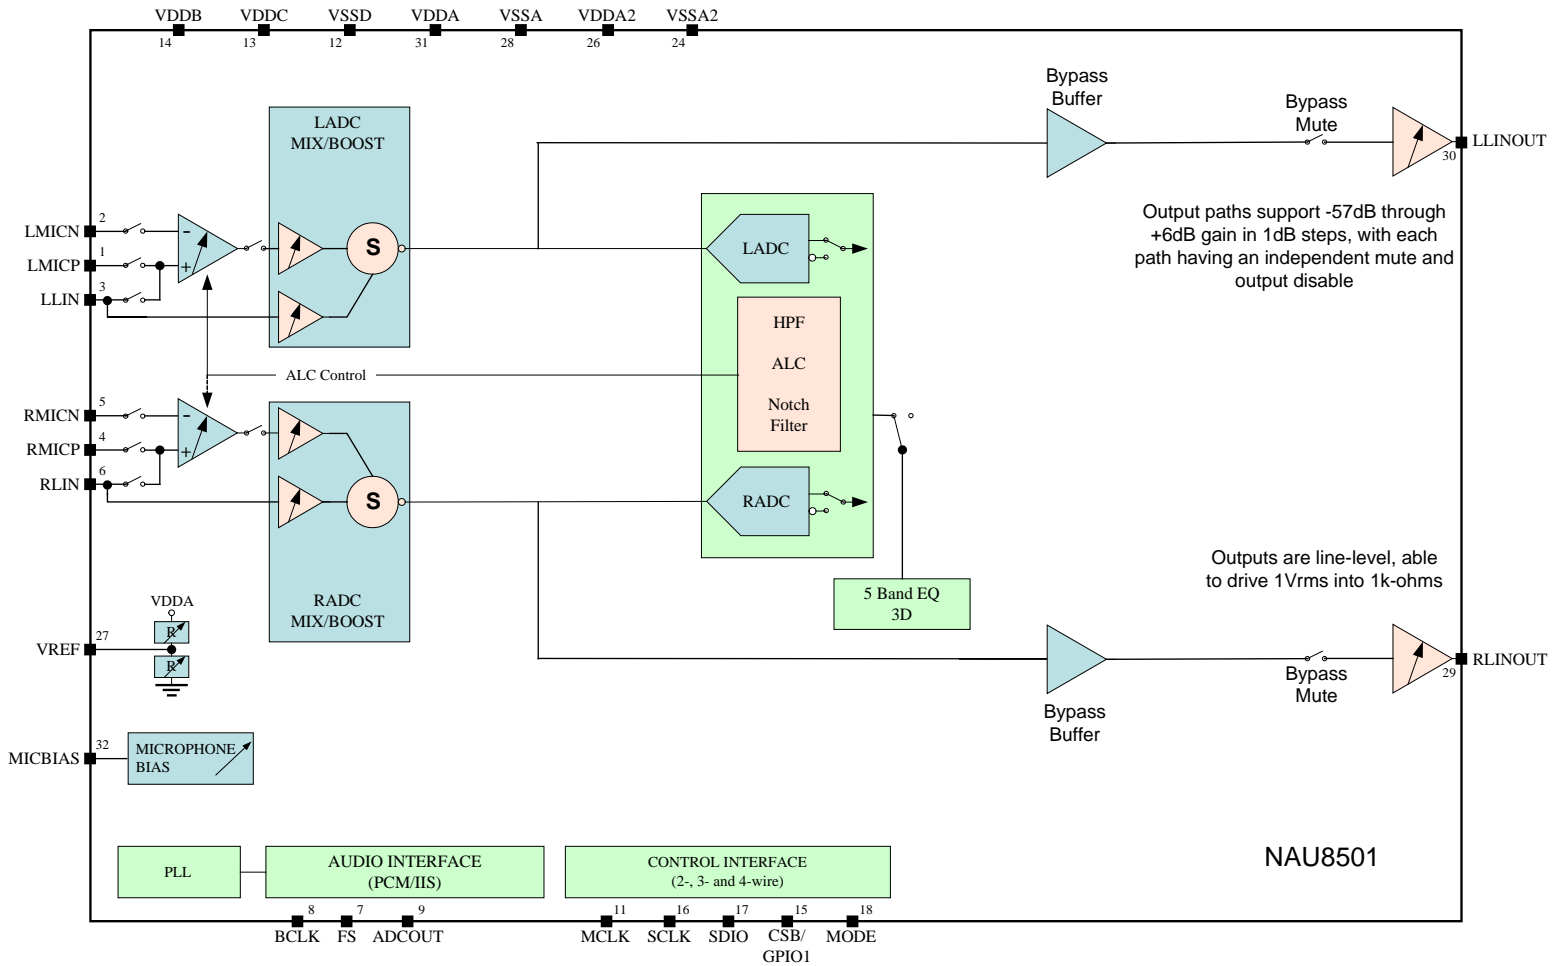 VDDB VDDC VSSD VDDA VSSA VDDA2 VSSA2
14 13 12 31 28 26 24
Bypass
Buffer
Bypass
Mute
LADC
MIX/BOOST
30 LLINOUT
LMICN 2 -
LMICP 1 +
LLIN 3
S
LADC
Output paths support -57dB through
+6dB gain in 1dB steps, with each
path having an independent mute and
output disable
HPF
ALC
Notch
Filter
ALC Control
RMICN 5 -
RMICP 4 +
RLIN 6
S
RADC
RADC
MIX/BOOST
5 Band EQ
3D
Outputs are line-level, able
to drive 1Vrms into 1k-ohms
VDDA
R
VREF 27
R
29 RLINOUT
Bypass
Mute
Bypass
Buffer
MICBIAS 32
MICROPHONE
BIAS
PLL
AUDIO INTERFACE
(PCM/IIS)
CONTROL INTERFACE
(2-, 3- and 4-wire)
NAU8501
8 7 9 11 16 17 15 18
BCLK FS ADCOUT MCLK SCLK SDIO CSB/ MODE
GPIO1